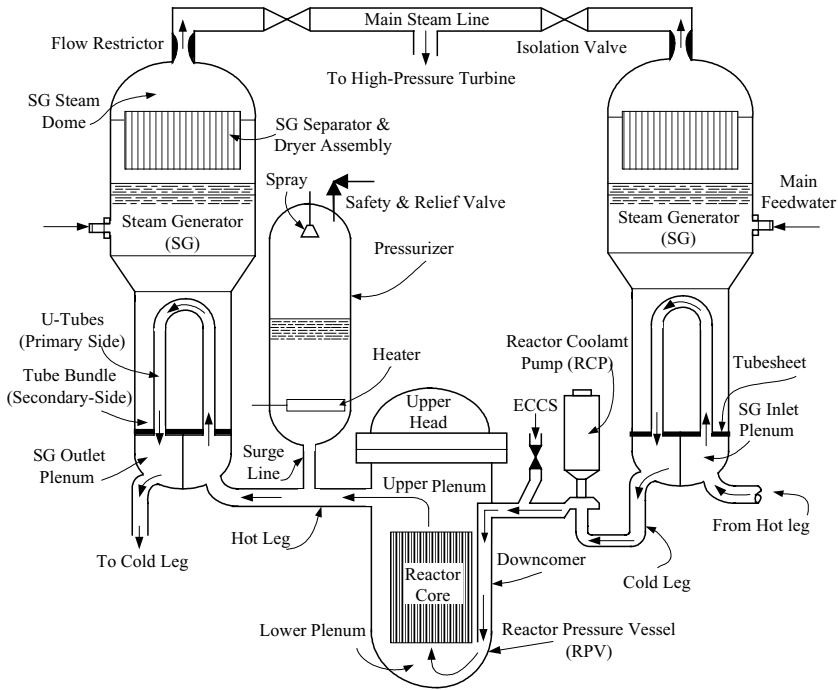 Main Steam Line
Flow Restrictor
Isolation Valve
To High-Pressure Turbine
SG Steam
Dome
SG Separator &
Dryer Assembly
Spray
Safety & Relief Valve
Main
Feedwater
Steam Generator
(SG)
Steam Generator
(SG)
Pressurizer
U-Tubes
(Primary Side)
Tube Bundle
(Secondary-Side)
Heater
Reactor Coolamt
Pump (RCP)
Tubesheet
Upper
Head
ECCS
SG Inlet
Plenum
SG Outlet
Plenum
Surge
Line
Upper Plenum
From Hot leg
Hot Leg
To Cold Leg
Downcomer
Cold Leg
Reactor
Core
Lower Plenum
Reactor Pressure Vessel
(RPV)